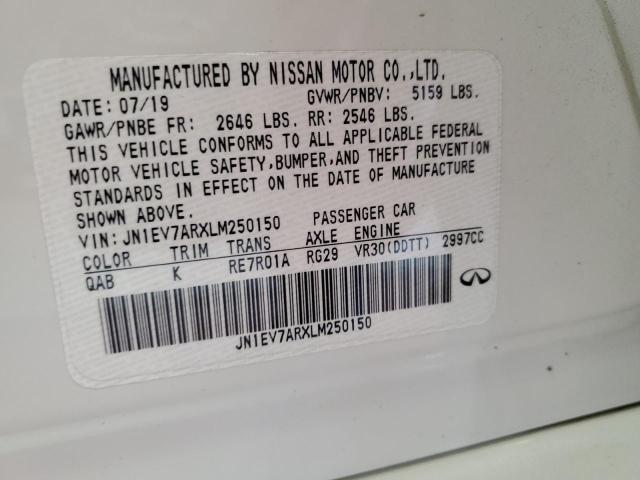 MANUFACTURED BY NISSAN MOTOR CO.,LTD.
DATE: 07/19 GVWR/PNBV: 5159 LBS.
GAWR/PNBE FR: 2646 LBS. RR: 2546 LBS.
THIS VEHICLE CONFORMS TO ALL APPLICABLE FEDERAL
MOTOR VEHICLE SAFETY,BUMPER,AND THEFT PREVENTION
STANDARDS IN EFFECT ON THE DATE OF MANUFACTURE
SHOWN ABOVE.
VIN: JN1EV7ARXLM250150 PASSENGER CAR
COLOR TRIM TRANS AXLE ENGINE
QAB K RE7R01A RG29 VR30(DDTT) 2997CC
JN1EV7ARXLM250150